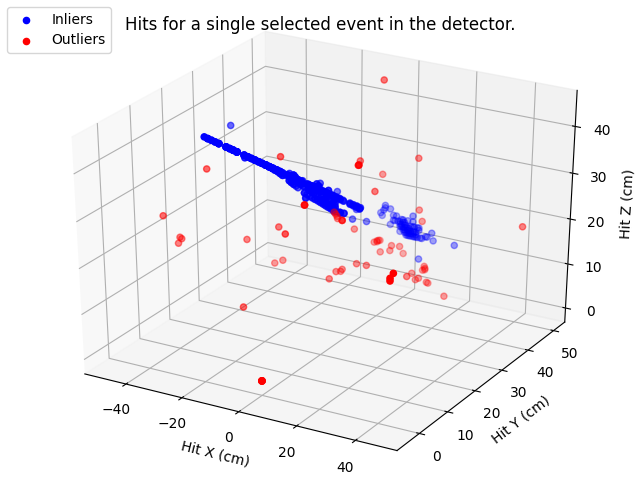 Hits for a single selected event in the detector.
Inliers
Outliers
40
30
20
10
0
Hit Z (cm)
50
40
30
20
10
0
Hit Y (cm)
−40
−20
0
20
40
Hit X (cm)